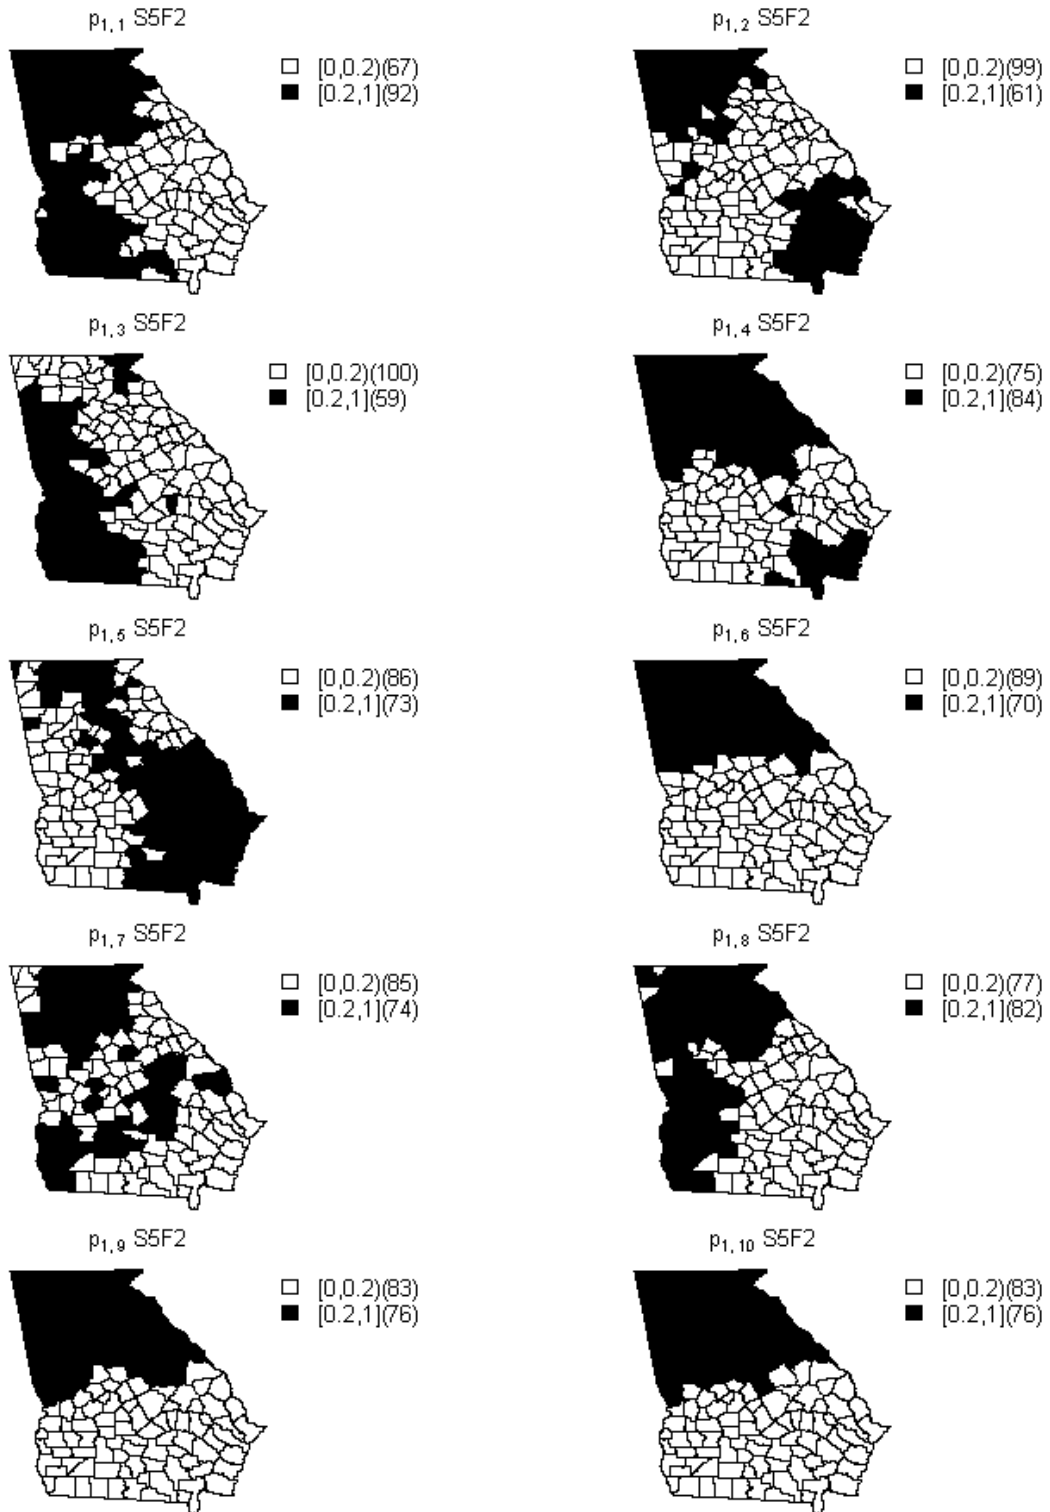 p1,1 S5F2
[0,0.2)(67)
[0.2,1](92)
p1,2 S5F2
[0,0.2)(99)
[0.2,1](61)
p1,3 S5F2
[0,0.2)(100)
[0.2,1](59)
p1,4 S5F2
[0,0.2)(75)
[0.2,1](84)
p1,5 S5F2
[0,0.2)(86)
[0.2,1](73)
p1,6 S5F2
[0,0.2)(89)
[0.2,1](70)
p1,7 S5F2
[0,0.2)(85)
[0.2,1](74)
p1,8 S5F2
[0,0.2)(77)
[0.2,1](82)
p1,9 S5F2
[0,0.2)(83)
[0.2,1](76)
p1,10 S5F2
[0,0.2)(83)
[0.2,1](76)